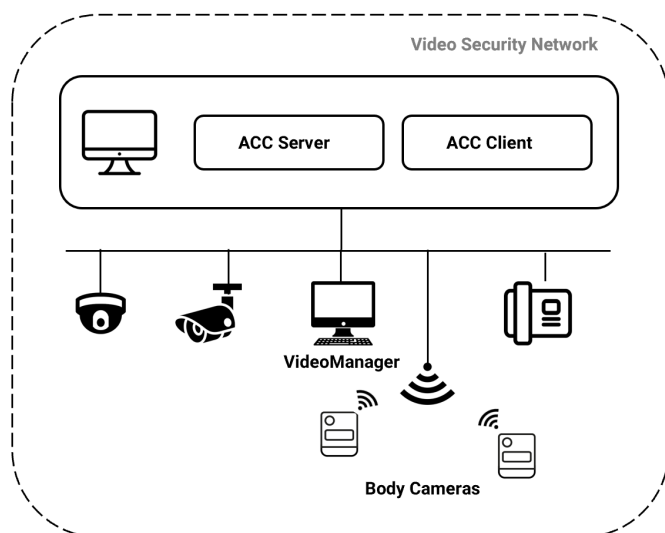 Video Security Network
ACC Server
ACC Client
VideoManager
Body Cameras